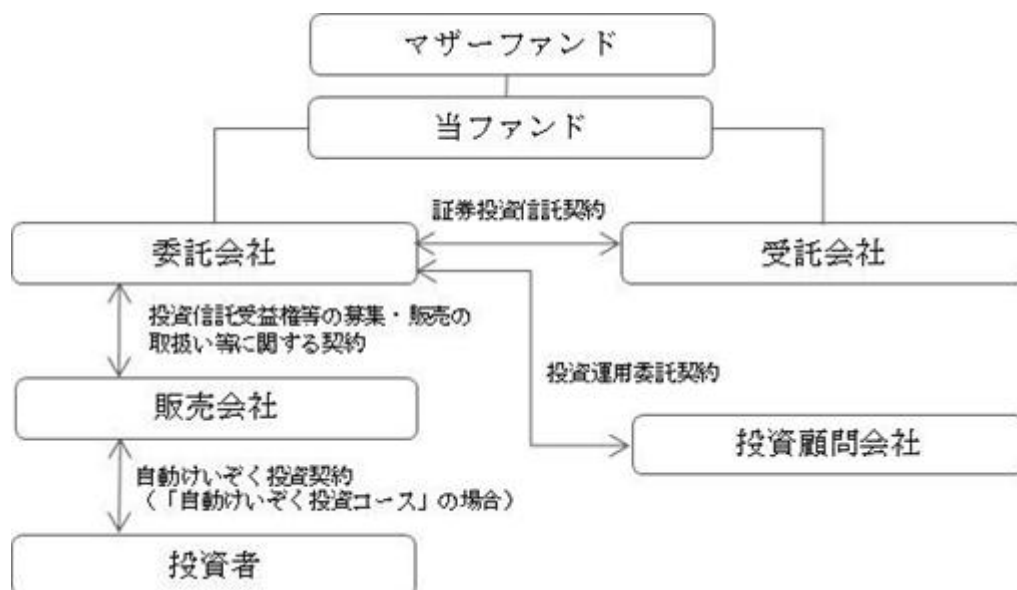 マザーファンド
当ファンド
証券投資信託契約
委託会社
受託会社
投資信託受益権等の募集・販売の
取扱い等に関する契約
投資運用委託契約
販売会社
投資顧問会社
自動けいぞく投資契約
（「自動けいぞく投資コース」の場合）
投資者